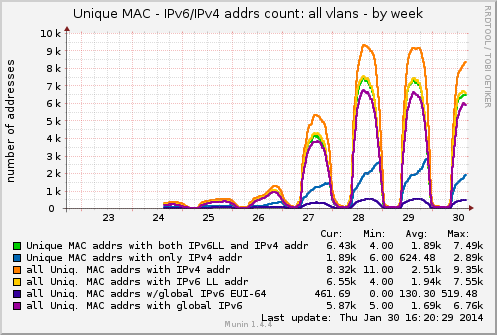 Unique MAC - IPv6/IPv4 addrs count: all vlans - by week
RRDTOOL / TOBI OETIKER
number of addresses
10 k
9 k
8 k
7 k
6 k
5 k
4 k
3 k
2 k
1 k
0
23 24 25 26 27 28 29 30
Cur: Min: Avg: Max:
Unique MAC addrs with both IPv6LL and IPv4 addr 6.43k 4.00 1.89k 7.49k
Unique MAC addrs with only IPv4 addr 1.89k 6.00 624.48 2.89k
all Uniq. MAC addrs with IPv4 addr 8.32k 11.00 2.51k 9.35k
all Uniq. MAC addrs with IPv6 LL addr 6.55k 4.00 1.94k 7.55k
all Uniq. MAC addrs w/global IPv6 EUI-64 461.69 0.00 130.30 519.48
all Uniq. MAC addrs with global IPv6 5.87k 5.00 1.69k 6.76k
Last update: Thu Jan 30 16:20:29 2014
Munin 1.4.4